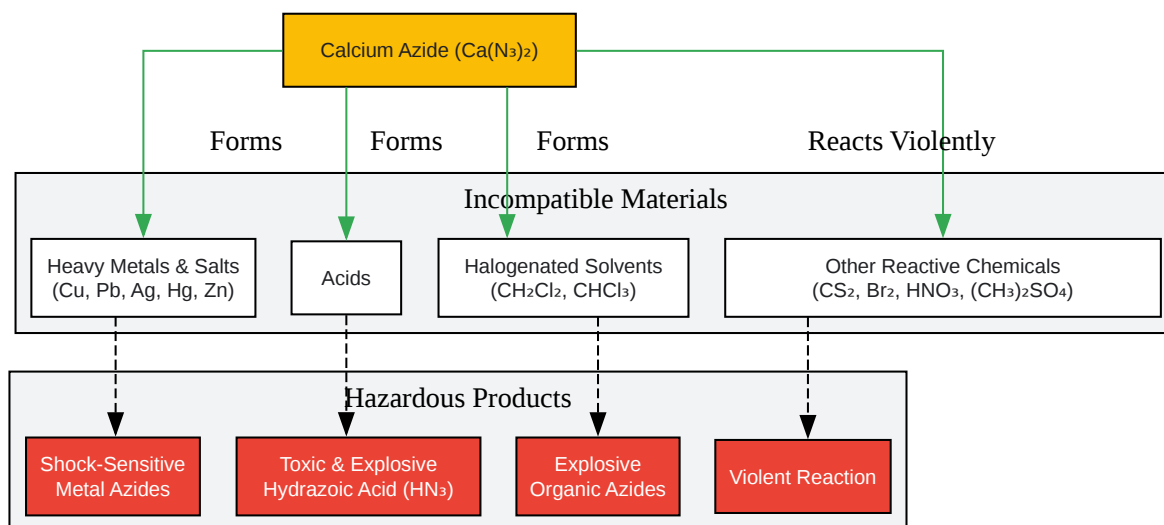 Calcium Azide (Ca(N₃)₂)
Forms
Forms
Forms
Reacts Violently
Incompatible Materials
Heavy Metals & Salts
(Cu, Pb, Ag, Hg, Zn)
Acids
Halogenated Solvents
(CH₂Cl₂, CHCl₃)
Other Reactive Chemicals
(CS₂, Br₂, HNO₃, (CH₃)₂SO₄)
Hazardous Products
Shock-Sensitive
Metal Azides
Toxic & Explosive
Hydrazoic Acid (HN₃)
Explosive
Organic Azides
Violent Reaction